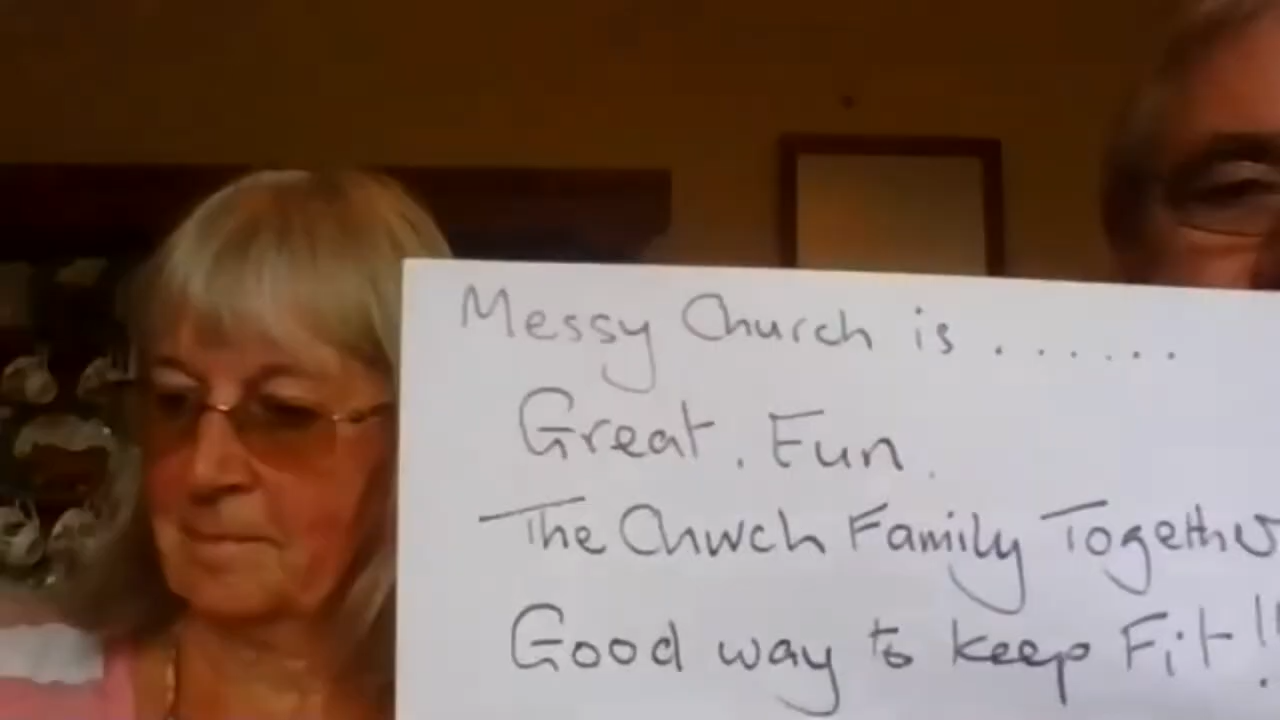 Messy Church is . . . . . .
Great. Fun.
The Church Family Together
Good way to keep Fit!!